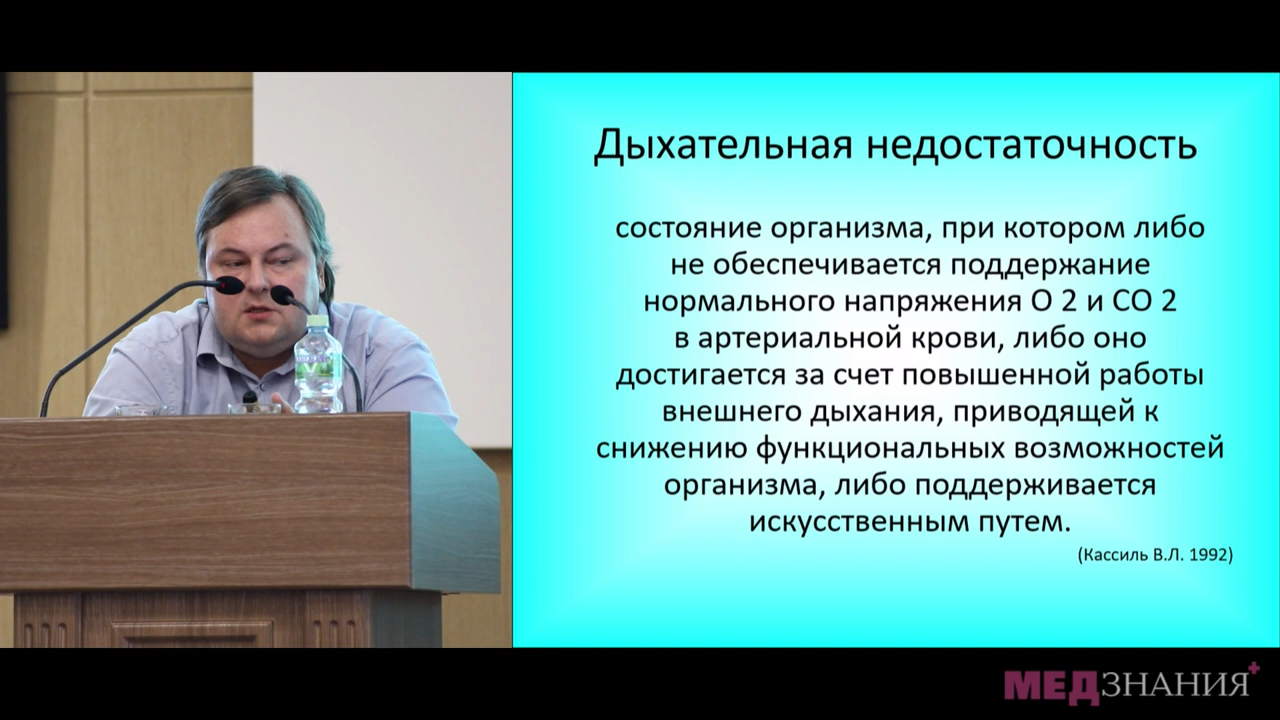 Дыхательная недостаточность
состояние организма, при котором либо
не обеспечивается поддержание
нормального напряжения О 2 и СО 2
в артериальной крови, либо оно
достигается за счет повышенной работы
внешнего дыхания, приводящей к
снижению функциональных возможностей
организма, либо поддерживается
искусственным путем.
(Кассиль В.Л. 1992)
МЕДЗНАНИЯ+